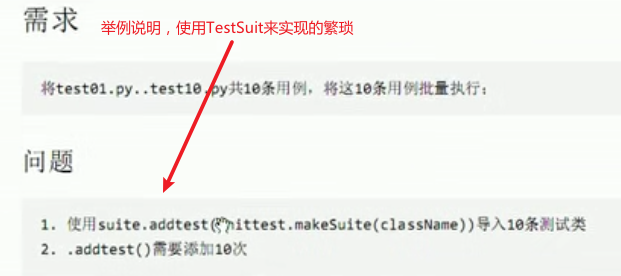 需求
举例说明，使用TestSuit来实现的繁琐
将test01.py..test10.py共10条用例，将这10条用例批量执行；
问题
1. 使用suite.addtest(unittest.makeSuite(className))导入10条测试类
2. .addtest()需要添加10次